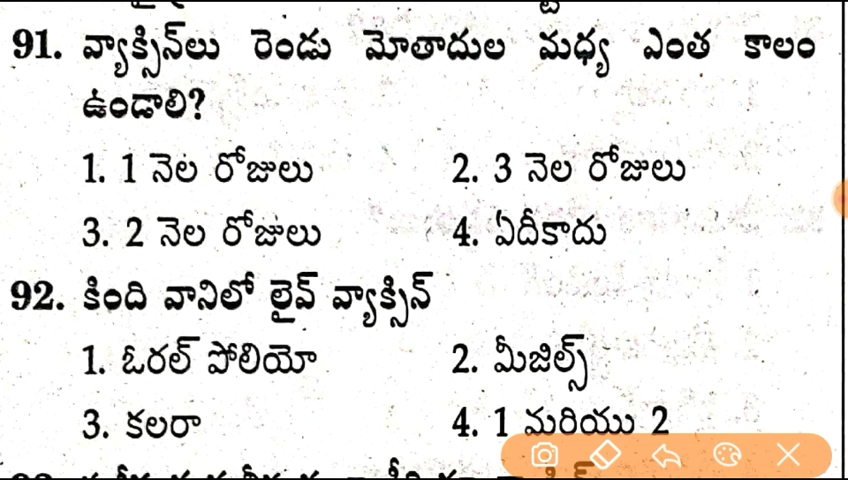 91. వ్యాక్సిన్‌లు రెండు మోతాదుల మధ్య ఎంత కాలం
ఉండాలి?
1. 1 నెల రోజులు 2. 3 నెల రోజులు
3. 2 నెల రోజులు 4. ఏదీకాదు
92. కింది వానిలో లైవ్ వ్యాక్సిన్
1. ఓరల్ పోలియో 2. మీజిల్స్
3. కలరా 4. 1 మరియు 2